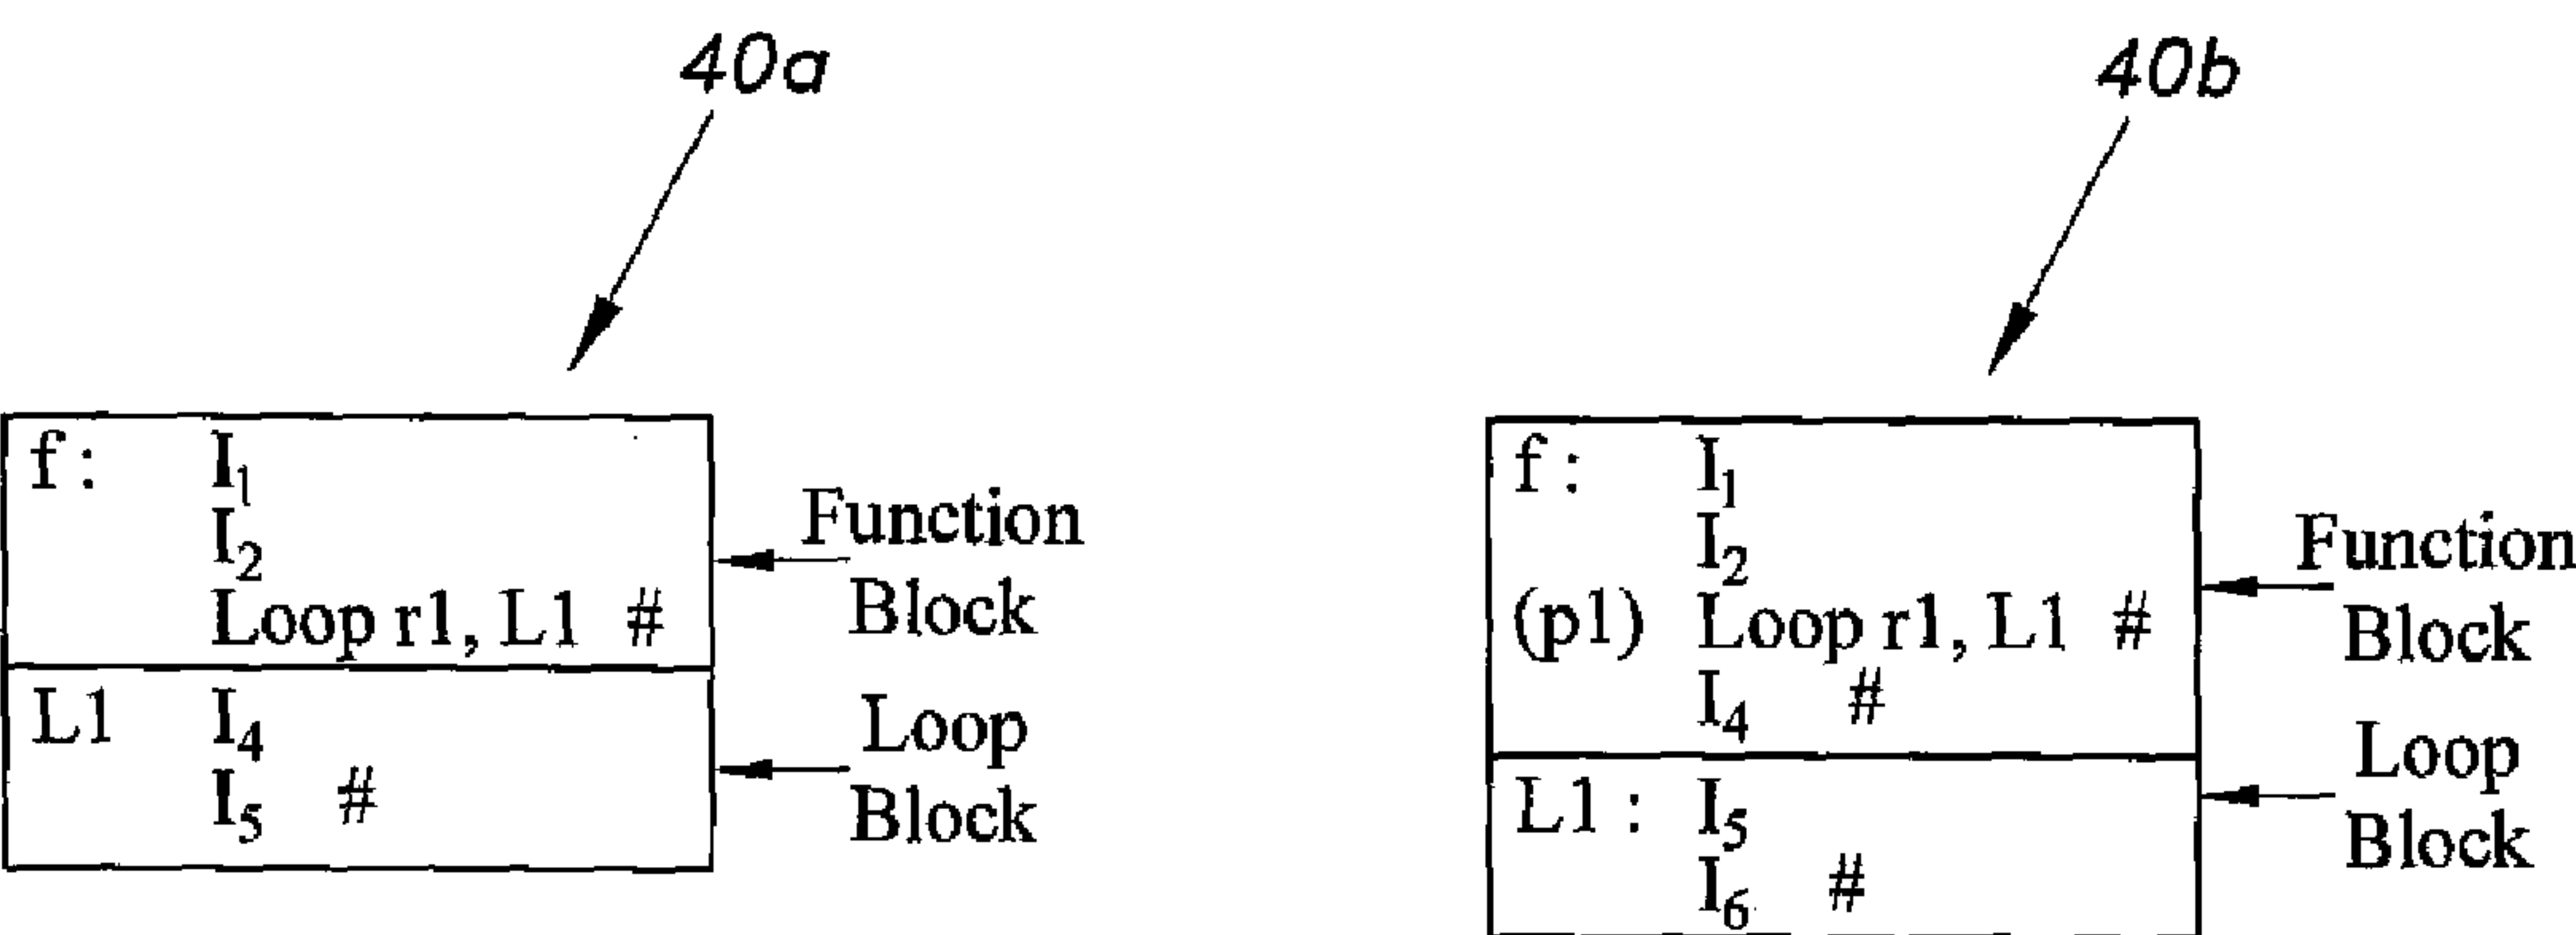 40a
f: I₁
I₂
Loop r1, L1 #
L1 I₄
I₅ #
Function
Block
Loop
Block
40b
f: I₁
I₂
(p1) Loop r1, L1 #
I₄ #
L1: I₅
I₆ #
Function
Block
Loop
Block